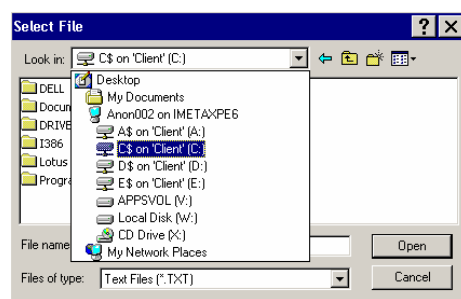 Select File
Look in: C$ on 'Client' (C:)
Desktop
My Documents
Anon002 on IMETAXPE6
A$ on 'Client' (A:)
C$ on 'Client' (C:
D$ on 'Client' (D:)
E$ on 'Client' (E:)
APPSVOL (V:)
Local Disk (W:)
CD Drive (X:)
My Network Places
DELL
Docun
DRIVE
I386
Lotus
Progra
File name
Open
Files of type: Text Files (*.TXT)
Cancel